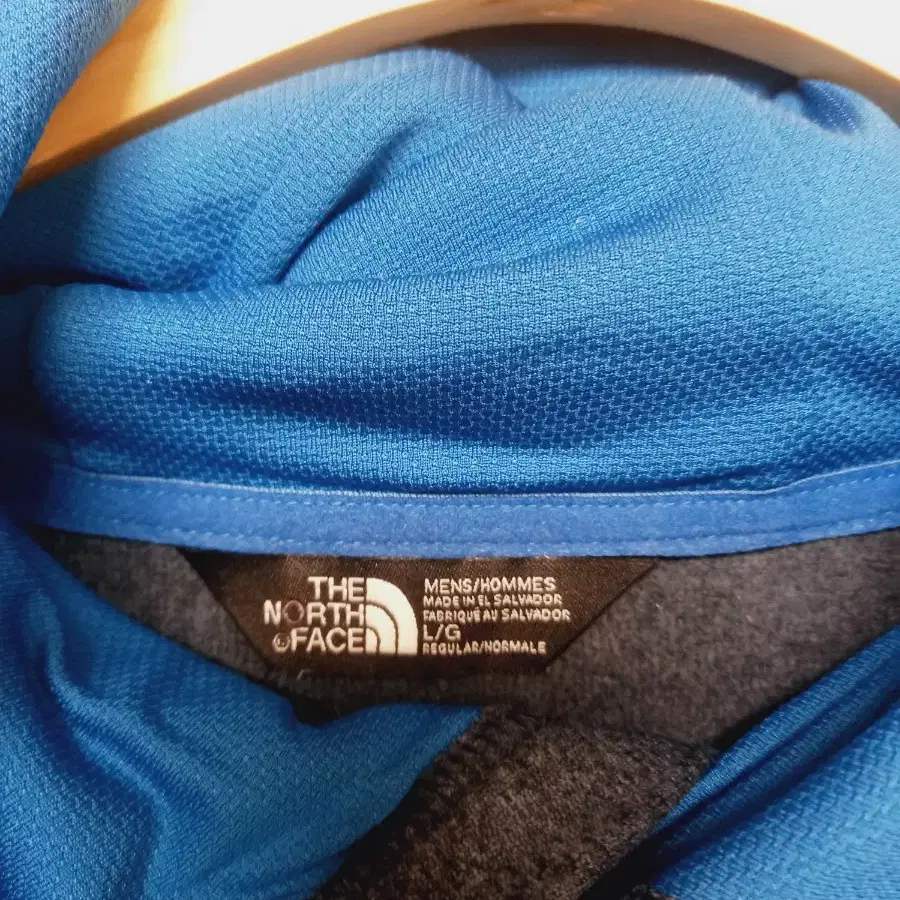 THE
NORTH
FACE
MENS/HOMMES
MADE IN EL SALVADOR
FABRIQUE AU SALVADOR
L/G
REGULAR/NORMALE